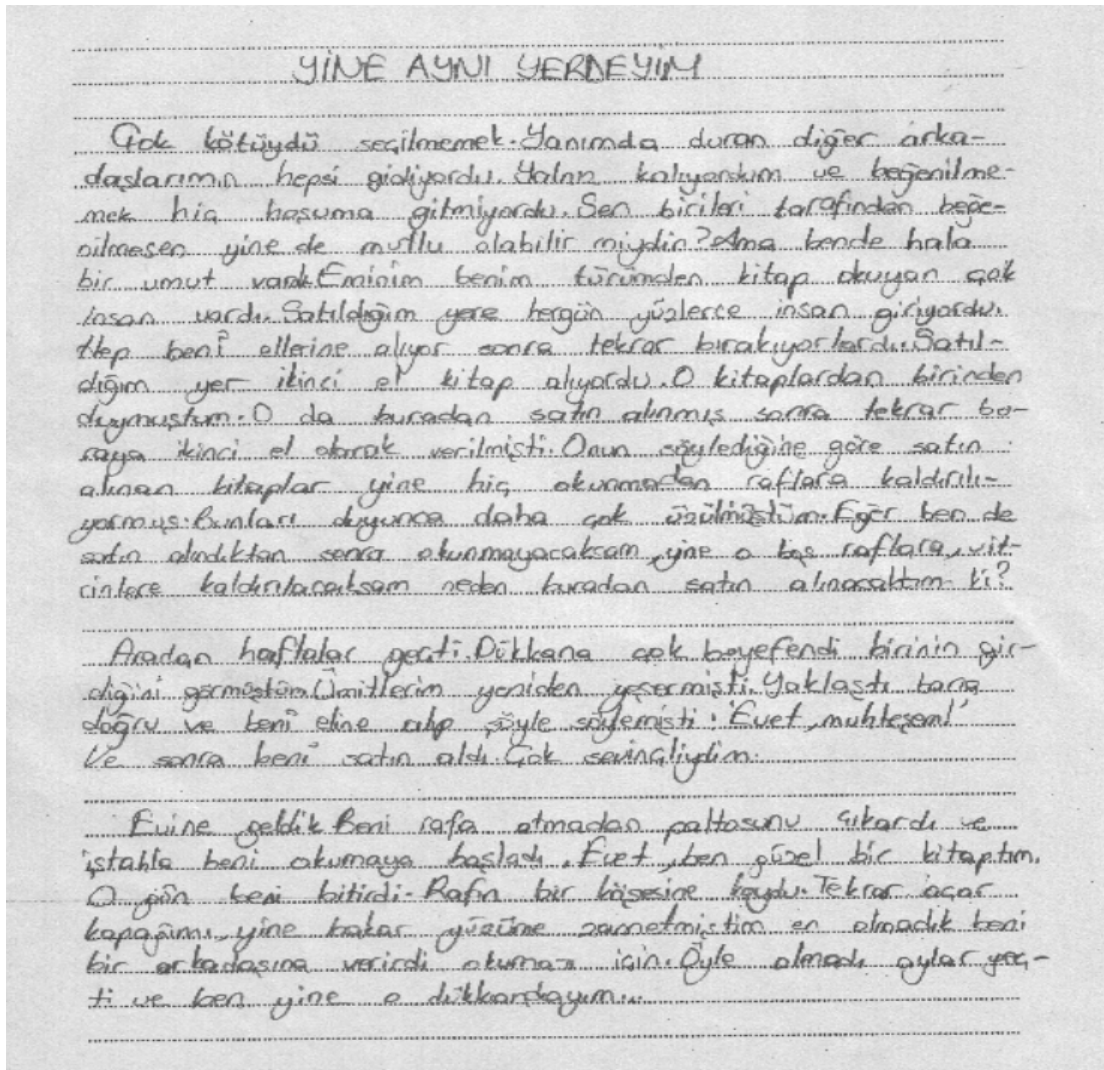 YİNE AYNI YERDEYİM
Çok kötüydü seçilmemek. Yanımda duran diğer arka-
daşlarımın hepsi gidiyordu. Yalnız kalıyordum ve beğenilme-
mek hiç hoşuma gitmiyordu. Sen birileri tarafından beğe-
nilmesen yine de mutlu olabilir miydin? Ama bende hala
bir umut vardı. Eminim benim türümden kitap okuyan çok
insan vardı. Satıldığım yere hergün yüzlerce insan giriyordu.
Hep beni ellerine alıyor sonra tekrar bırakıyorlardı. Satıl-
dığım yer ikinci el kitap alıyordu. O kitaplardan birinden
duymuştum. O da buradan satın alınmış sonra tekrar bu-
raya ikinci el olarak verilmişti. Onun söylediğine göre satın
alınan kitaplar yine hiç okunmadan raflara kaldırılı-
yormuş. Bunları duyunca daha çok üzülmüştüm. Eğer ben de
satın alındıktan sonra okunmayacaksam, yine o boş raflara, vit-
rinlere kaldırılacaksam neden buradan satın alınacaktım ki?
Aradan haftalar geçti. Dükkana çok beyefendi birinin gir-
diğini görmüştüm. Ümitlerim yeniden yeşermişti. Yaklaştı bana
doğru ve beni eline alıp şöyle söylemişti: "Evet, muhteşem!"
Ve sonra beni satın aldı. Çok sevinçliydim.
Evine geldik. Beni rafa atmadan paltosunu çıkardı ve
iştahla beni okumaya başladı. Evet, ben güzel bir kitaptım.
O gün beni bitirdi. Rafın bir köşesine koydu. Tekrar açar
kapağımı, yine bakar yüzüme zannetmiştim en olmadık beni
bir arkadaşına verirdi okuması için. Öyle olmadı aylar geç-
ti ve ben yine o dükkandayım...